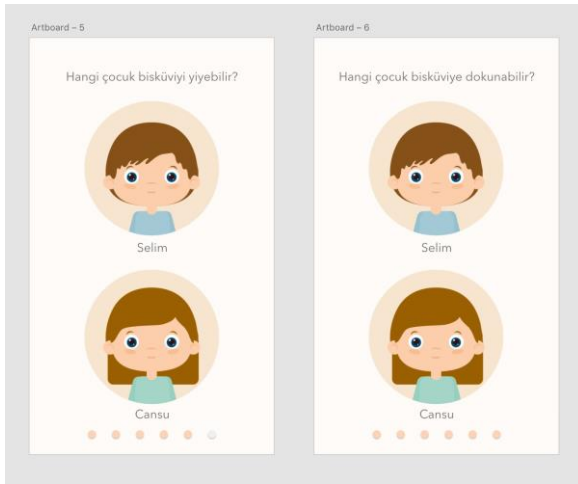 Artboard – 5
Hangi çocuk bisküviyi yiyebilir?
Selim
Cansu
Artboard – 6
Hangi çocuk bisküviye dokunabilir?
Selim
Cansu